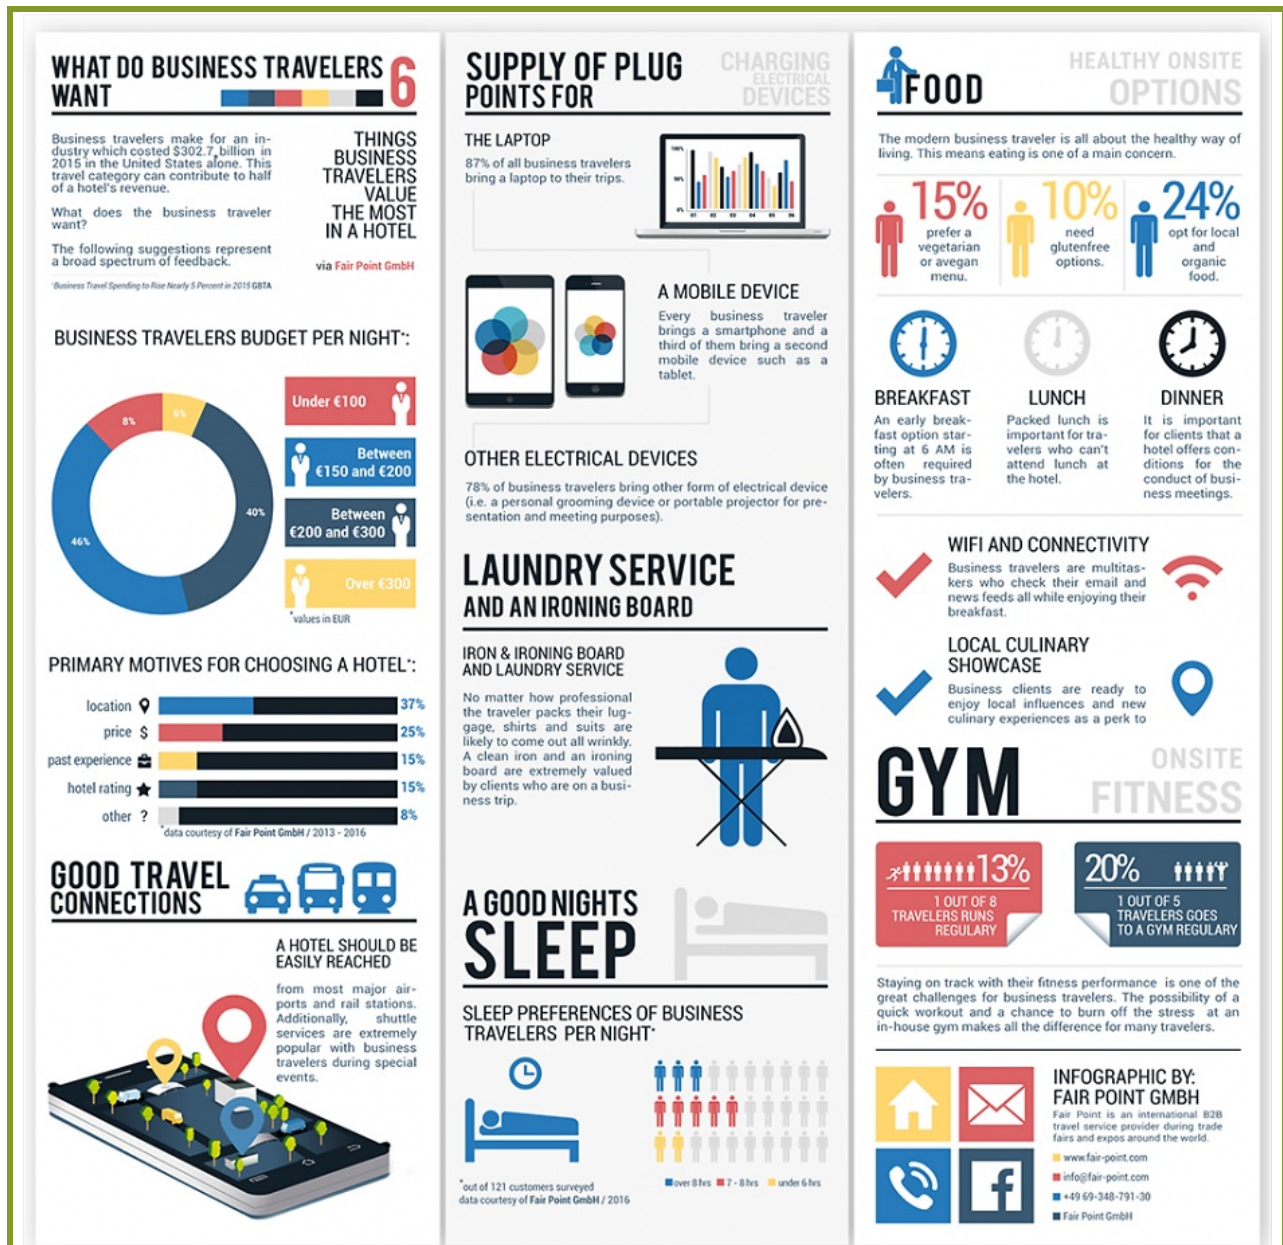 WHAT DO BUSINESS TRAVELERS
WANT
6
Business travelers make for an in-
dustry which costed $302.7*billion in
2015 in the United States alone. This
travel category can contribute to half
of a hotel's revenue.
What does the business traveler
want?
The following suggestions represent
a broad spectrum of feedback.
*Business Travel Spending to Rise Nearly 5 Percent in 2015 GBTA
THINGS
BUSINESS
TRAVELERS
VALUE
THE MOST
IN A HOTEL
via Fair Point GmbH
BUSINESS TRAVELERS BUDGET PER NIGHT*:
8%
6%
40%
46%
Under €100
Between
€150 and €200
Between
€200 and €300
Over €300
*values in EUR
PRIMARY MOTIVES FOR CHOOSING A HOTEL*:
location 37%
price $ 25%
past experience 15%
hotel rating 15%
other ? 8%
*data courtesy of Fair Point GmbH / 2013 - 2016
GOOD TRAVEL
CONNECTIONS
A HOTEL SHOULD BE
EASILY REACHED
from most major air-
ports and rail stations.
Additionally, shuttle
services are extremely
popular with business
travelers during special
events.
SUPPLY OF PLUG
POINTS FOR
CHARGING
ELECTRICAL
DEVICES
THE LAPTOP
87% of all business travelers
bring a laptop to their trips.
100%
50%
0%
01 02 03 04 05 06
A MOBILE DEVICE
Every business traveler
brings a smartphone and a
third of them bring a second
mobile device such as a
tablet.
OTHER ELECTRICAL DEVICES
78% of business travelers bring other form of electrical device
(i.e. a personal grooming device or portable projector for pre-
sentation and meeting purposes).
LAUNDRY SERVICE
AND AN IRONING BOARD
IRON & IRONING BOARD
AND LAUNDRY SERVICE
No matter how professional
the traveler packs their lug-
gage, shirts and suits are
likely to come out all wrinkly.
A clean iron and an ironing
board are extremely valued
by clients who are on a busi-
ness trip.
A GOOD NIGHTS
SLEEP
SLEEP PREFERENCES OF BUSINESS
TRAVELERS PER NIGHT*
over 8 hrs 7 - 8 hrs under 6 hrs
*out of 121 customers surveyed
data courtesy of Fair Point GmbH / 2016
FOOD
HEALTHY ONSITE
OPTIONS
The modern business traveler is all about the healthy way of
living. This means eating is one of a main concern.
15%
prefer a
vegetarian
or avegan
menu.
10%
need
glutenfree
options.
24%
opt for local
and
organic
food.
BREAKFAST
An early break-
fast option star-
ting at 6 AM is
often required
by business tra-
velers.
LUNCH
Packed lunch is
important for tra-
velers who can't
attend lunch at
the hotel.
DINNER
It is important
for clients that a
hotel offers con-
ditions for the
conduct of busi-
ness meetings.
WIFI AND CONNECTIVITY
Business travelers are multitas-
kers who check their email and
news feeds all while enjoying their
breakfast.
LOCAL CULINARY
SHOWCASE
Business clients are ready to
enjoy local influences and new
culinary experiences as a perk to
GYM
ONSITE
FITNESS
13%
1 OUT OF 8
TRAVELERS RUNS
REGULARY
20%
1 OUT OF 5
TRAVELERS GOES
TO A GYM REGULARY
Staying on track with their fitness performance is one of the
great challenges for business travelers. The possibility of a
quick workout and a chance to burn off the stress at an
in-house gym makes all the difference for many travelers.
INFOGRAPHIC BY:
FAIR POINT GMBH
Fair Point is an international B2B
travel service provider during trade
fairs and expos around the world.
www.fair-point.com
info@fair-point.com
+49 69-348-791-30
Fair Point GmbH